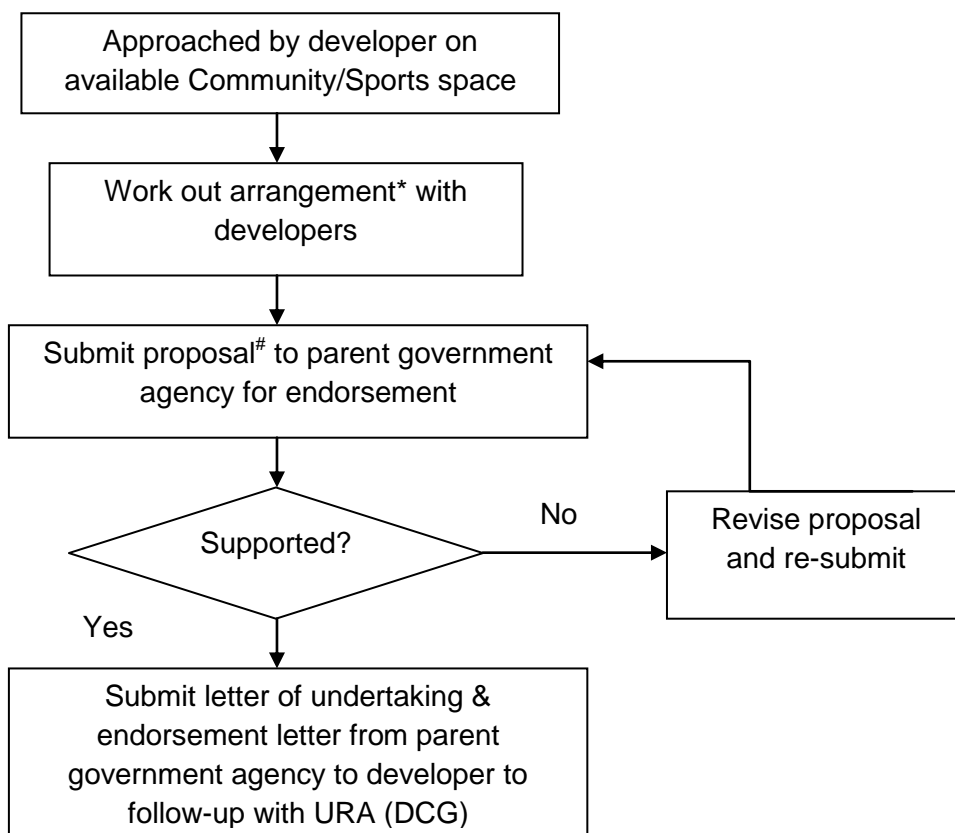 Approached by developer on
available Community/Sports space
Work out arrangement* with
developers
Submit proposal# to parent government
agency for endorsement
Supported?
No
Revise proposal
and re-submit
Yes
Submit letter of undertaking &
endorsement letter from parent
government agency to developer to
follow-up with URA (DCG)